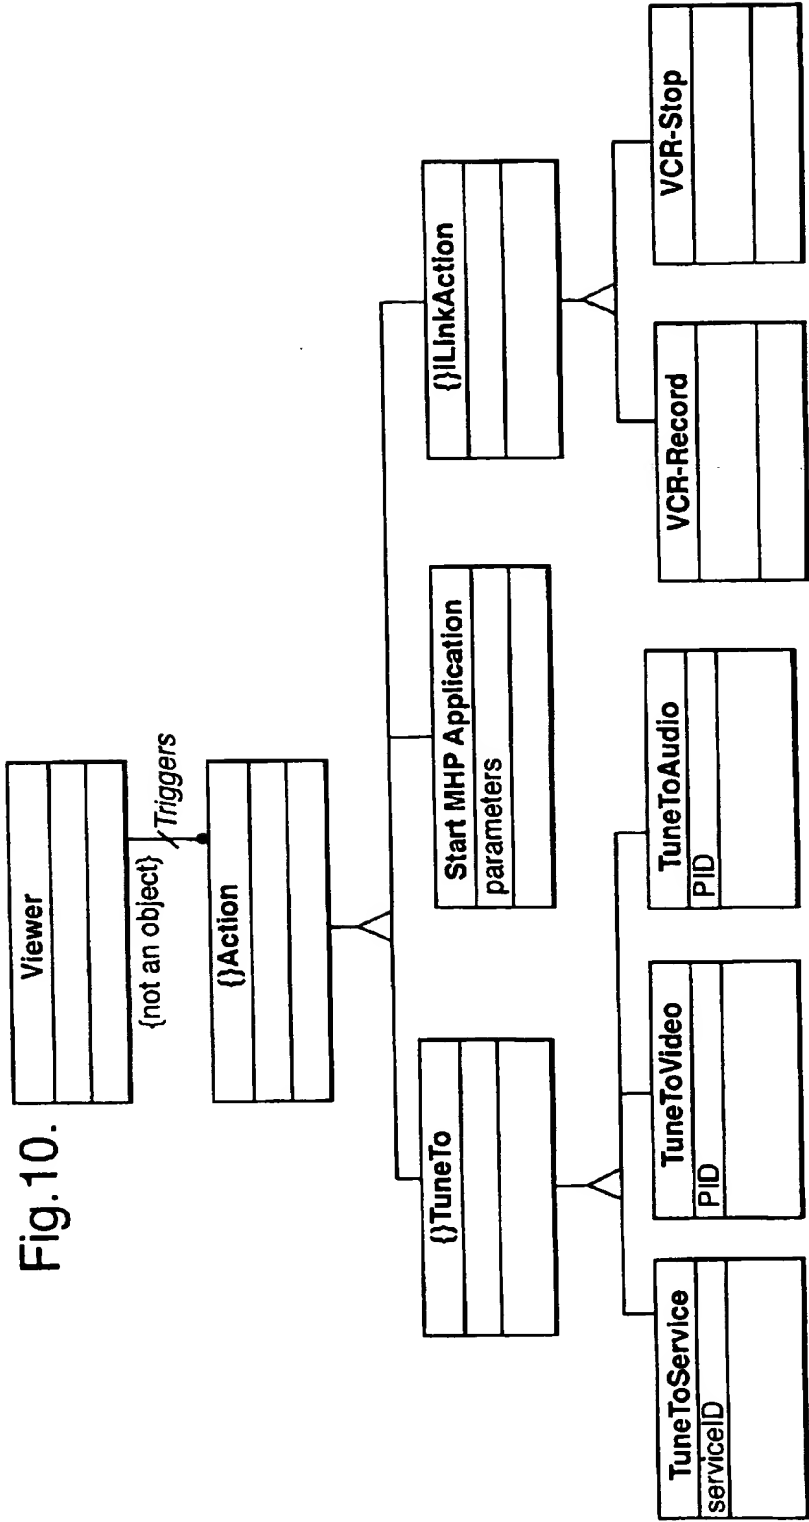 Fig.10.
Viewer
{not an object}
Triggers
{}Action
{}TuneTo
Start MHP Application
parameters
{}ILInkAction
TuneToService
serviceID
TuneToVideo
PID
TuneToAudio
PID
VCR-Record
VCR-Stop